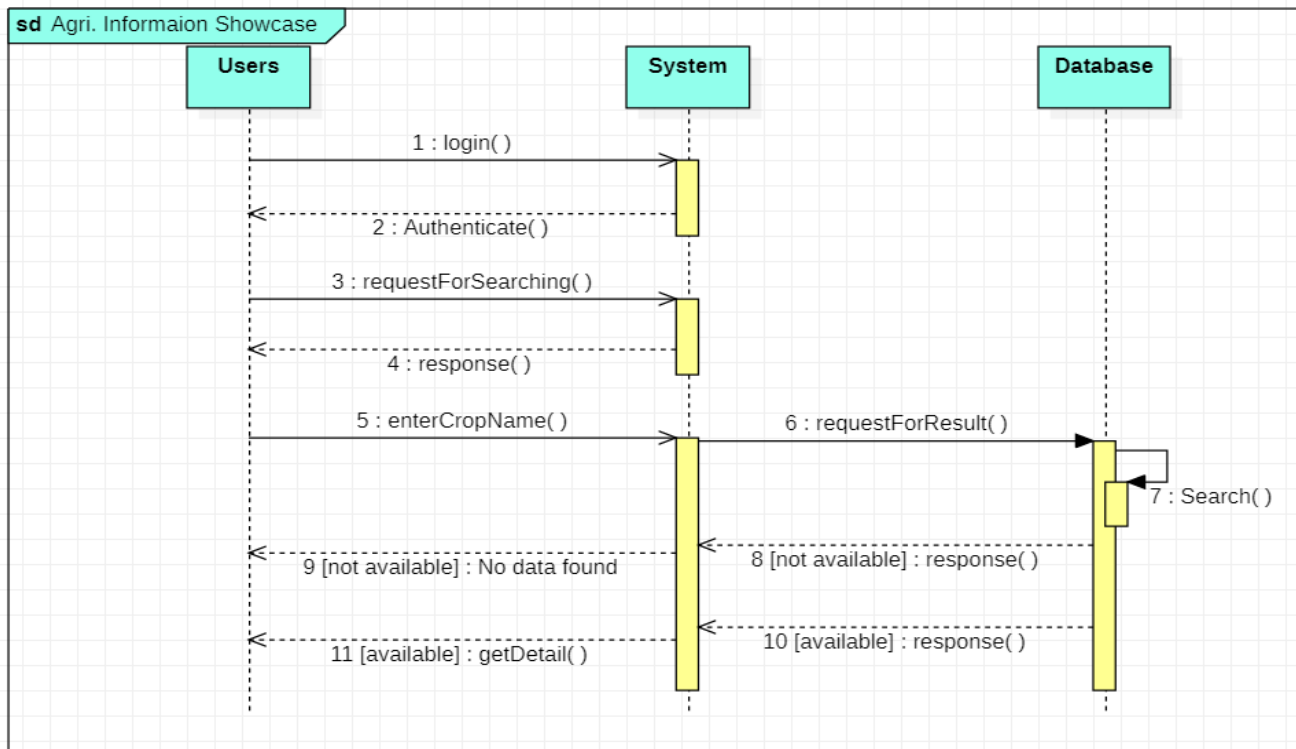 sd Agri. Informaion Showcase
Users
System
Database
1 : login( )
2 : Authenticate( )
3 : requestForSearching( )
4 : response( )
5 : enterCropName( )
6 : requestForResult( )
7 : Search( )
8 [not available] : response( )
9 [not available] : No data found
10 [available] : response( )
11 [available] : getDetail( )